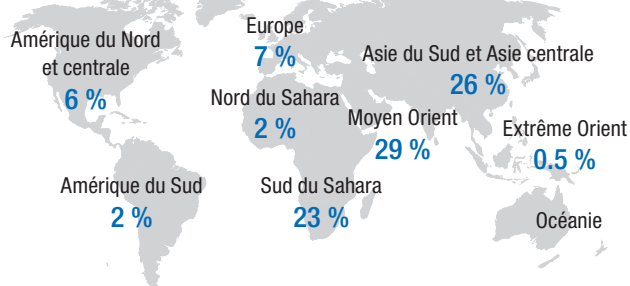 Amérique du Nord
et centrale
6 %
Europe
7 %
Asie du Sud et Asie centrale
26 %
Nord du Sahara
2 %
Moyen Orient
29 %
Extrême Orient
0.5 %
Amérique du Sud
2 %
Sud du Sahara
23 %
Océanie